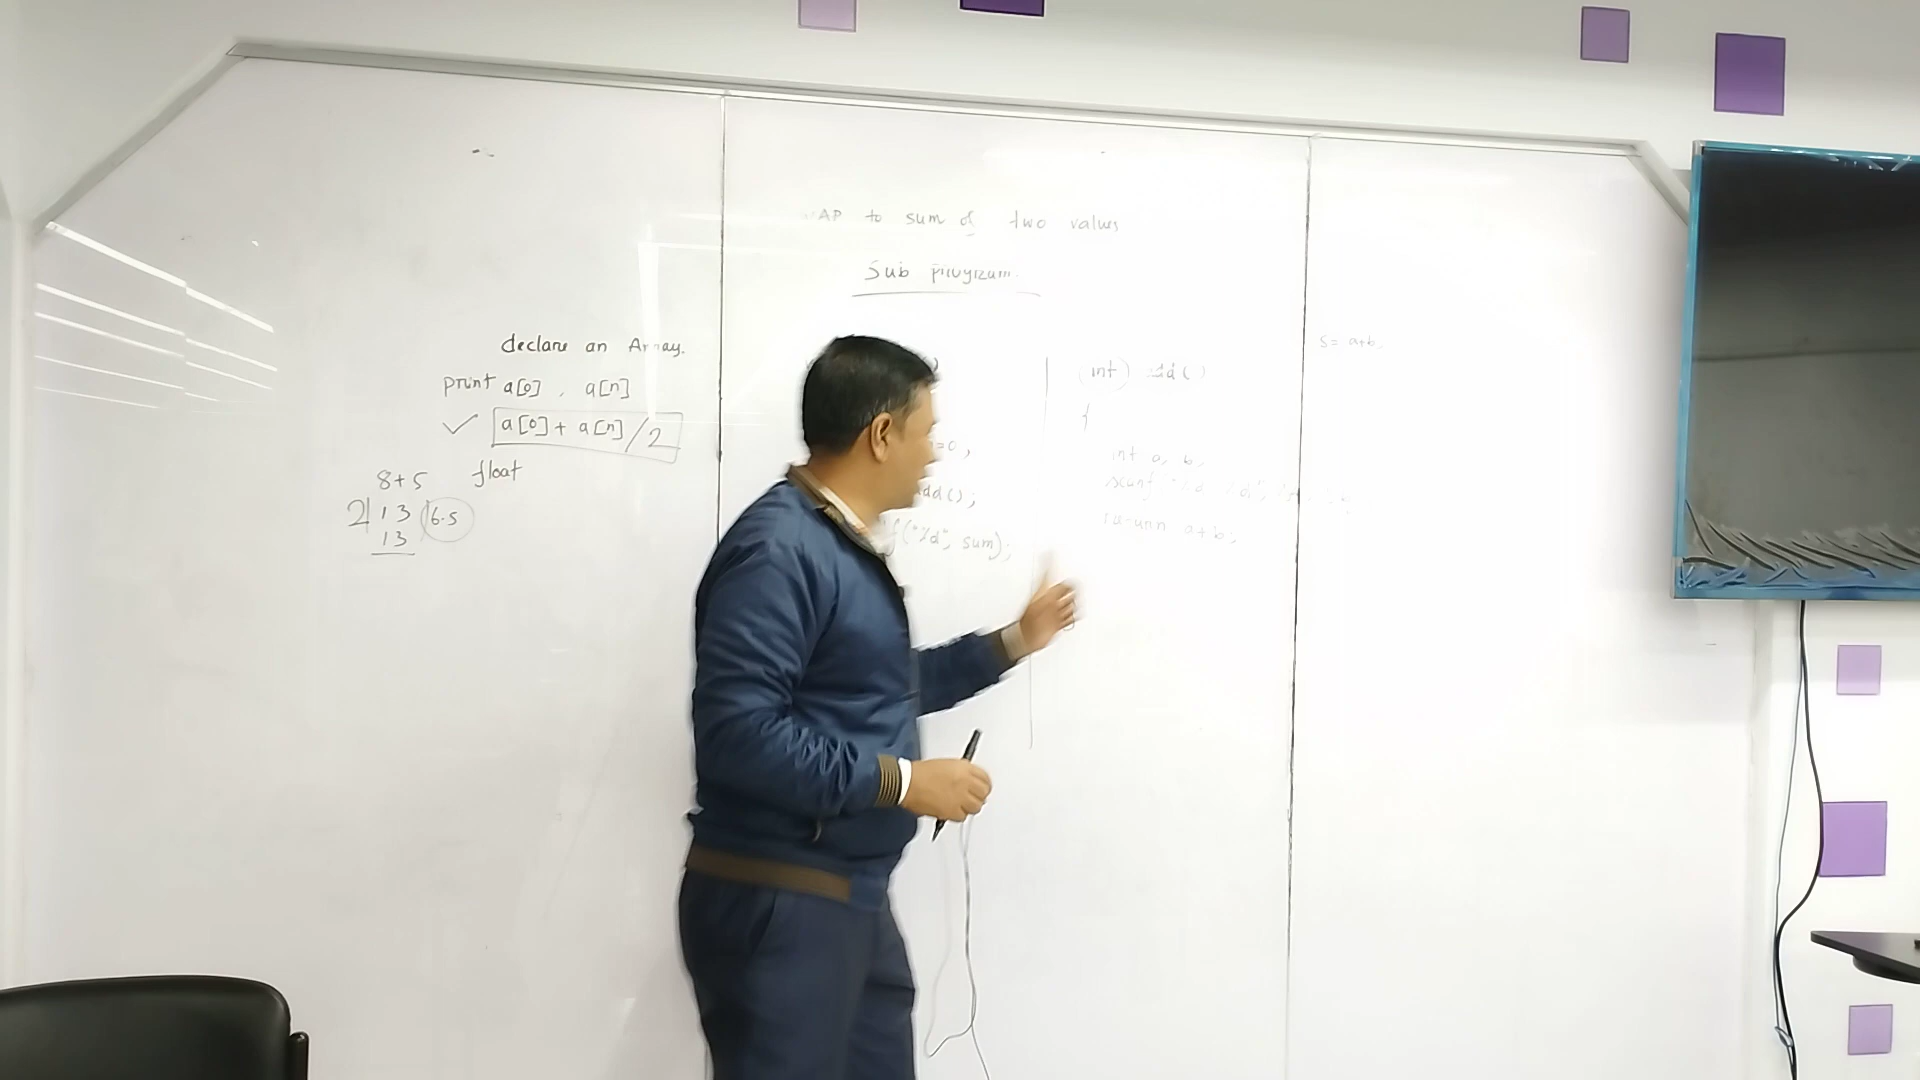 declare an Array.
print a[0] , a[n]
✓ a[0] + a[n] / 2
float
8+5
2 13 6.5
13
WAP to sum of two values
Sub program.
=0,
add();
f("%d", sum);
int add()
{
int a, b,
scanf "%d %d",
return a+b;
s= a+b,